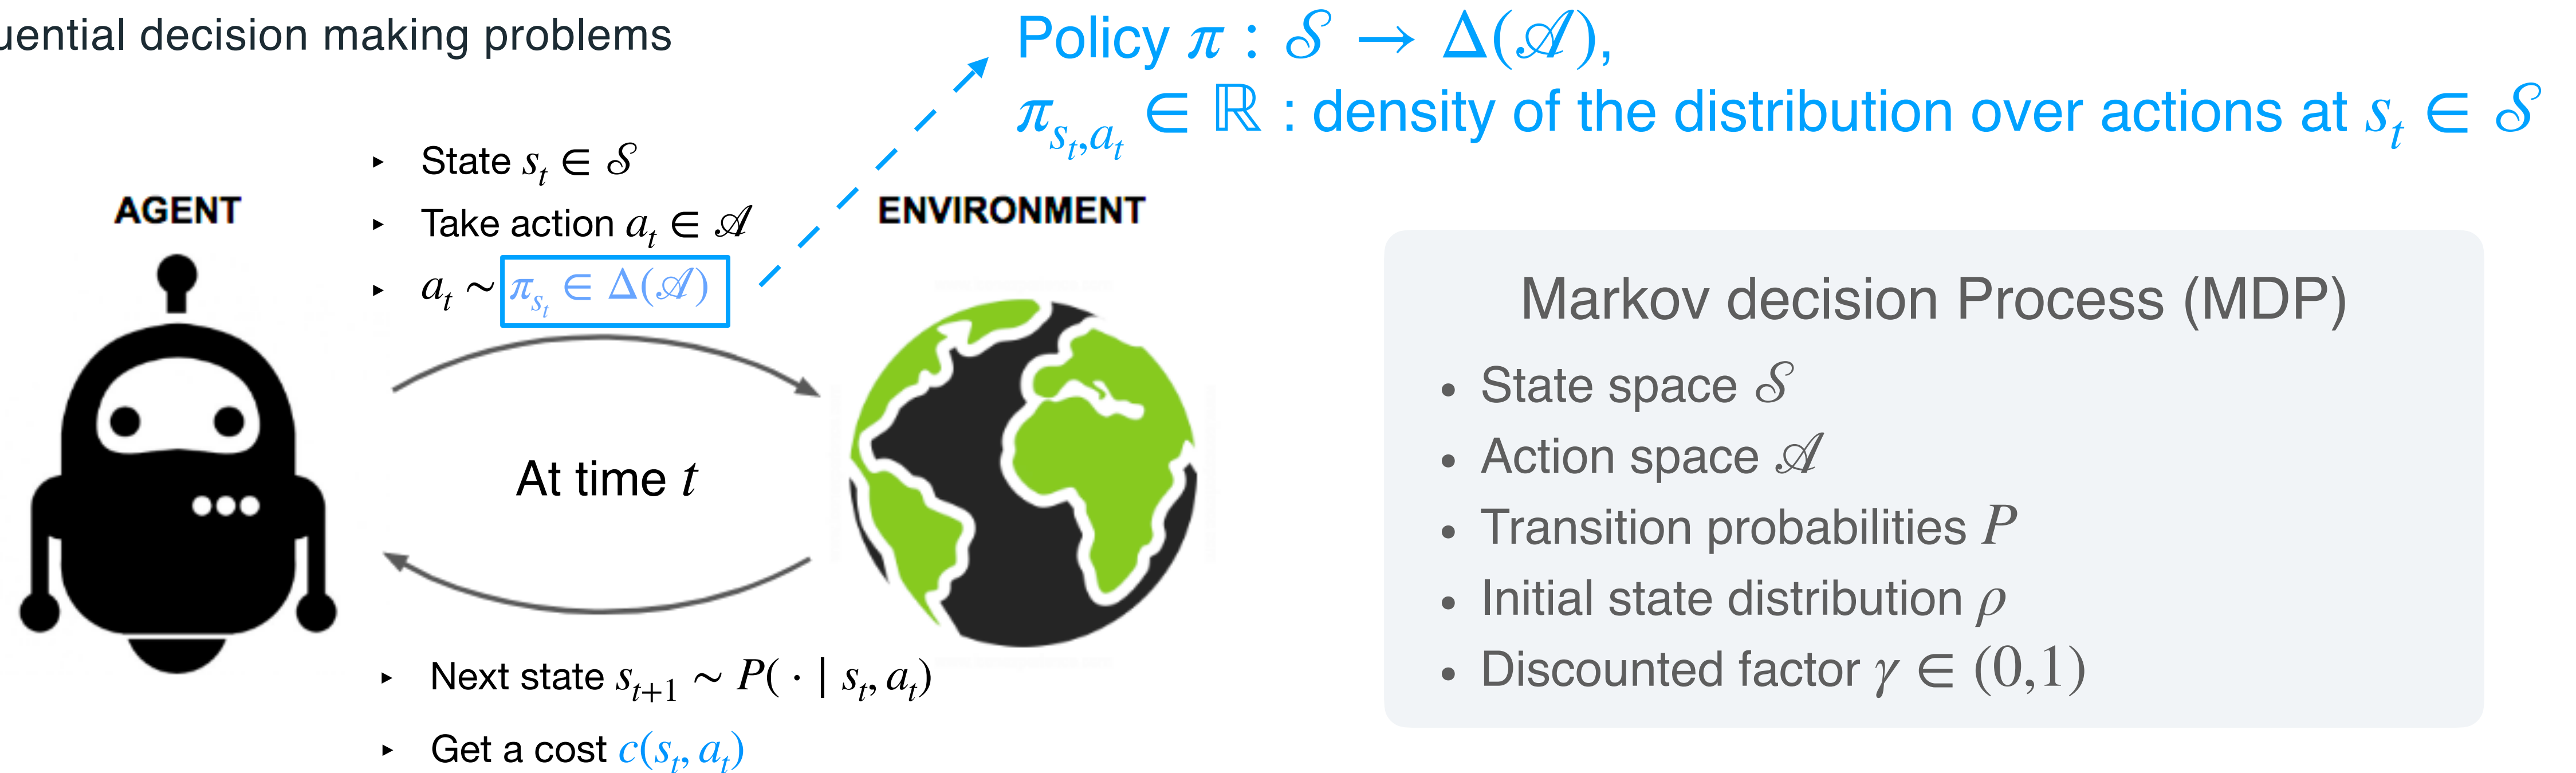 uential decision making problems
Policy π : 𝒮 → Δ(𝒜),
π_{s_t,a_t} ∈ ℝ : density of the distribution over actions at s_t ∈ 𝒮
‣ State s_t ∈ 𝒮
‣ Take action a_t ∈ 𝒜
‣ a_t ~ π_{s_t} ∈ Δ(𝒜)
AGENT
ENVIRONMENT
At time t
‣ Next state s_{t+1} ~ P( · | s_t, a_t)
‣ Get a cost c(s_t, a_t)
Markov decision Process (MDP)
• State space 𝒮
• Action space 𝒜
• Transition probabilities P
• Initial state distribution ρ
• Discounted factor γ ∈ (0,1)